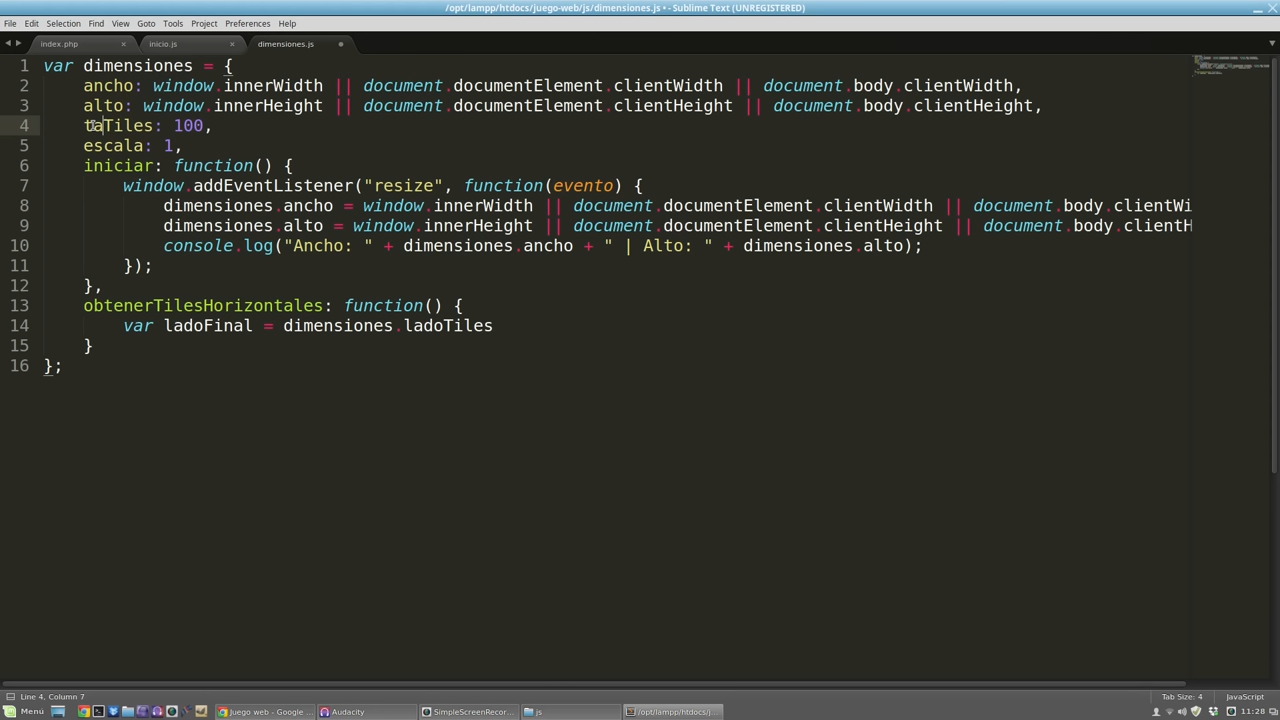 /opt/lampp/htdocs/juego-web/js/dimensiones.js • - Sublime Text (UNREGISTERED)
File Edit Selection Find View Goto Tools Project Preferences Help
index.php × inicio.js × dimensiones.js
1 var dimensiones = {
2 ancho: window.innerWidth || document.documentElement.clientWidth || document.body.clientWidth,
3 alto: window.innerHeight || document.documentElement.clientHeight || document.body.clientHeight,
4 taTiles: 100,
5 escala: 1,
6 iniciar: function() {
7 window.addEventListener("resize", function(evento) {
8 dimensiones.ancho = window.innerWidth || document.documentElement.clientWidth || document.body.clientWi
9 dimensiones.alto = window.innerHeight || document.documentElement.clientHeight || document.body.clientH
10 console.log("Ancho: " + dimensiones.ancho + " | Alto: " + dimensiones.alto);
11 });
12 },
13 obtenerTilesHorizontales: function() {
14 var ladoFinal = dimensiones.ladoTiles
15 }
16 };
Line 4, Column 7 Tab Size: 4 JavaScript
Menú Juego web - Google ... Audacity SimpleScreenRecor... js /opt/lampp/htdocs/j... 11:28